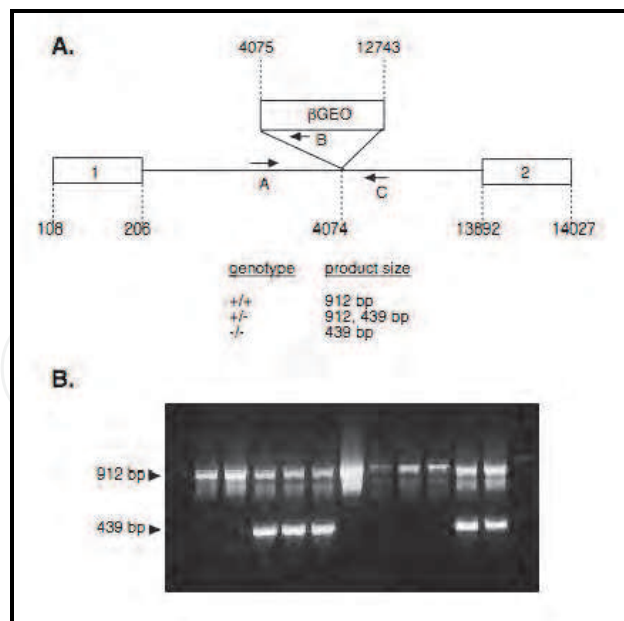 A.
4075 12743
βGEO
B
1 2
A C
108 206 4074 13892 14027
genotype product size
+/+ 912 bp
+/- 912, 439 bp
-/- 439 bp
B.
912 bp
439 bp